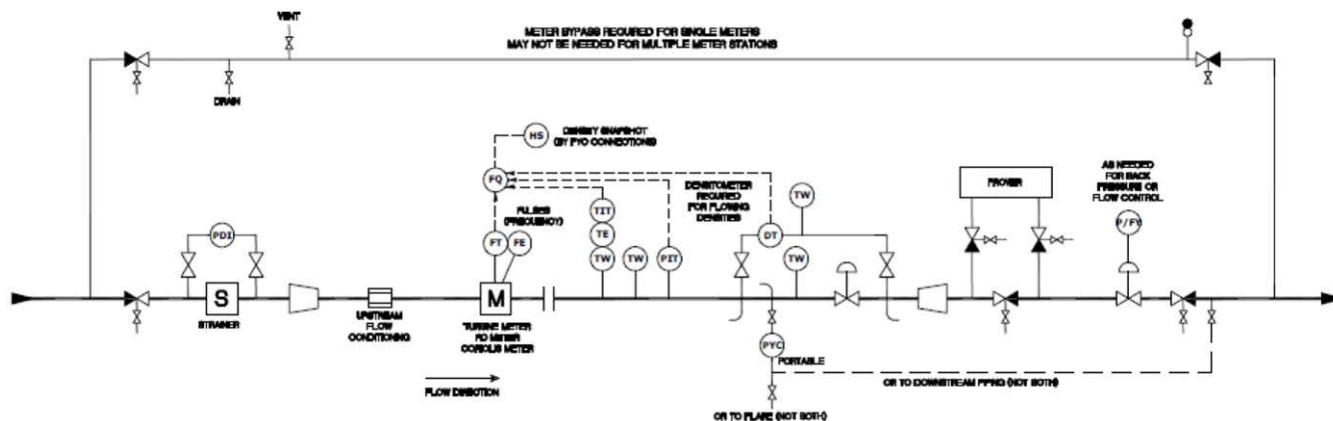 VENT
METER BYPASS REQUIRED FOR SINGLE METERS
MAY NOT BE NEEDED FOR MULTIPLE METER STATIONS
DRAIN
HS
DENSITY SNAPSHOT
(BY PYC CONNECTIONS)
FQ
PULSES
(FREQUENCY)
DENSITOMETER
REQUIRED
FOR FLOWING
DENSITIES
TW
PROVER
AS NEEDED
FOR BACK
PRESSURE OR
FLOW CONTROL
P/FY
PDI
FT
FE
TIT
TE
TW
TW
PIT
DT
TW
S
STRAINER
UPSTREAM
FLOW
CONDITIONING
M
TURBINE METER
PD METER
CORIOLIS METER
PYC
PORTABLE
FLOW DIRECTION
OR TO DOWNSTREAM PIPING (NOT BOTH)
OR TO FLARE (NOT BOTH)